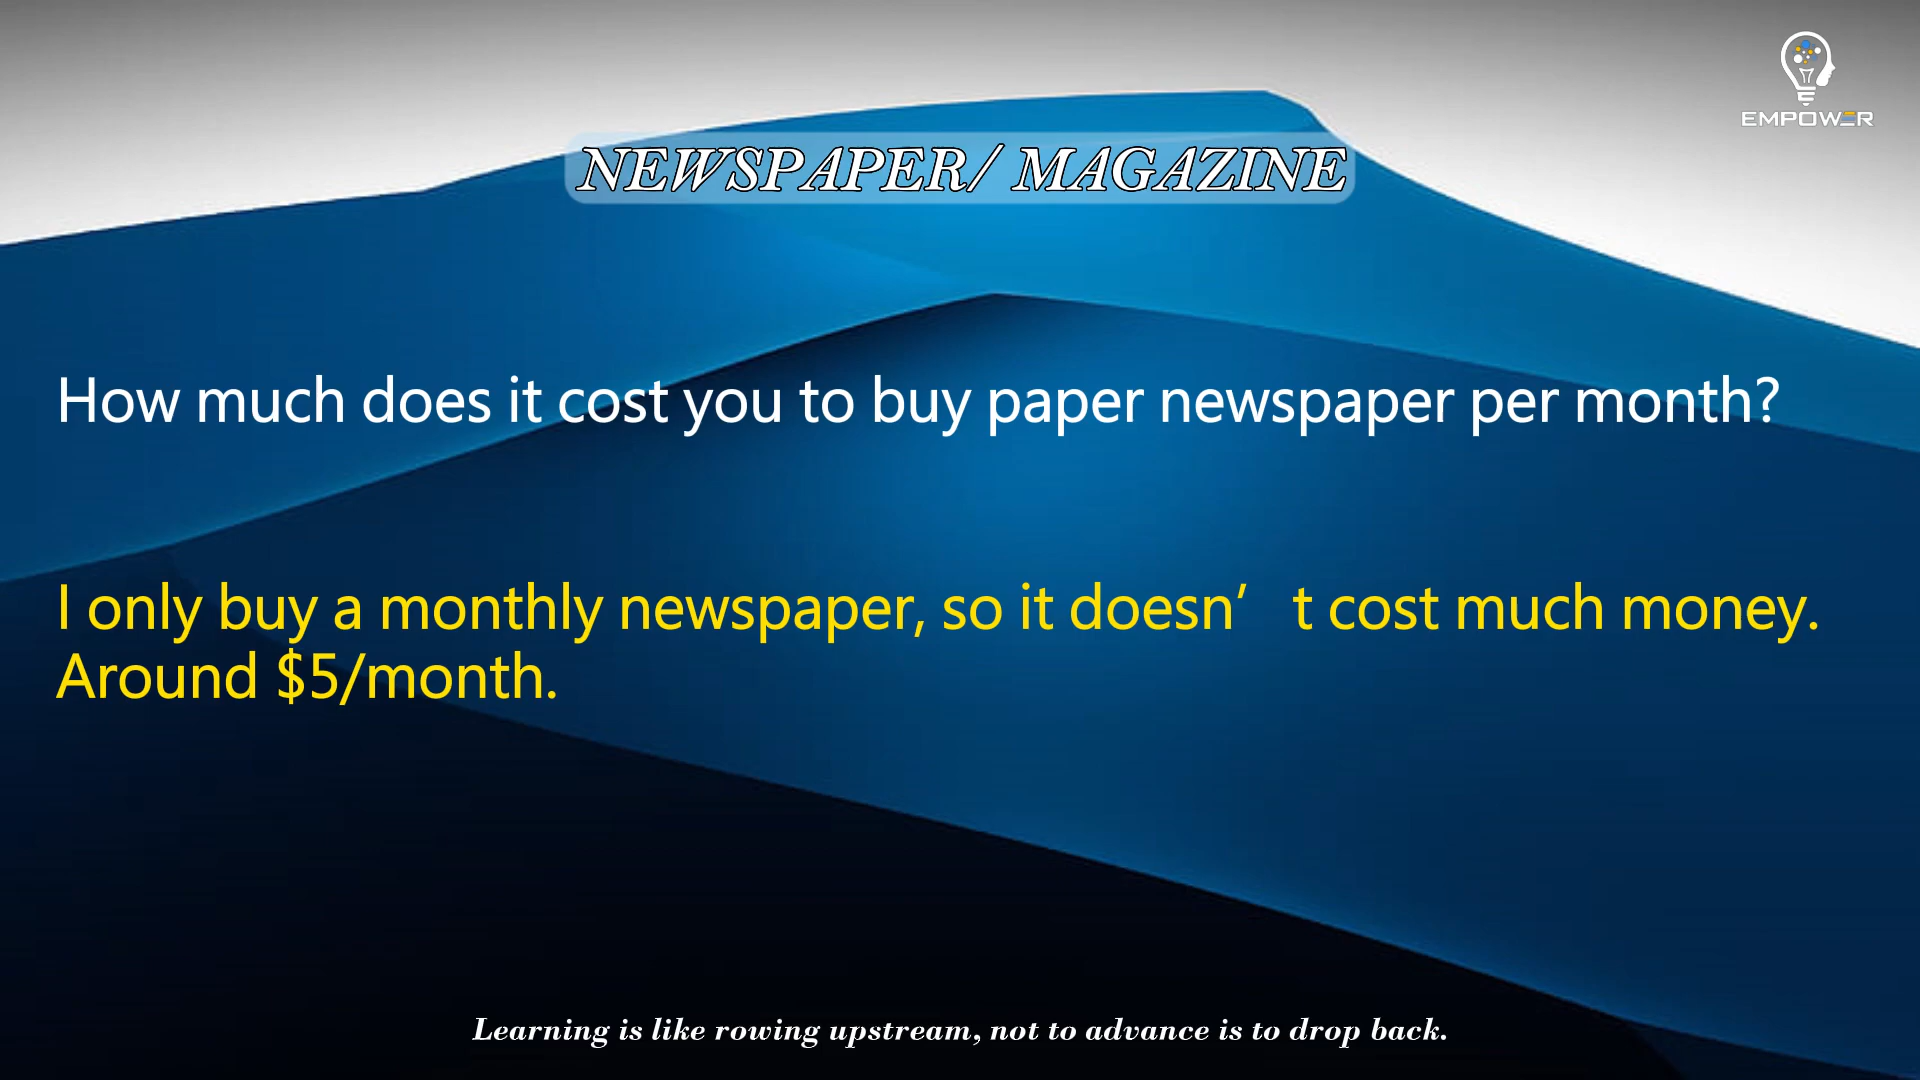 EMPOWER
NEWSPAPER/ MAGAZINE
How much does it cost you to buy paper newspaper per month?
I only buy a monthly newspaper, so it doesn’t cost much money.
Around $5/month.
Learning is like rowing upstream, not to advance is to drop back.